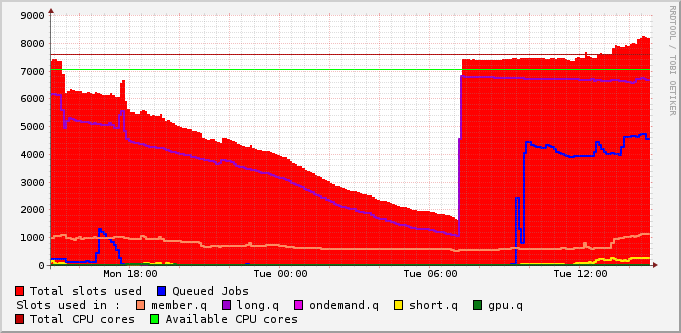 9000
8000
7000
6000
5000
4000
3000
2000
1000
0
Mon 18:00 Tue 00:00 Tue 06:00 Tue 12:00
Total slots used Queued Jobs
Slots used in : member.q long.q ondemand.q short.q gpu.q
Total CPU cores Available CPU cores
RRDTOOL / TOBI OETIKER